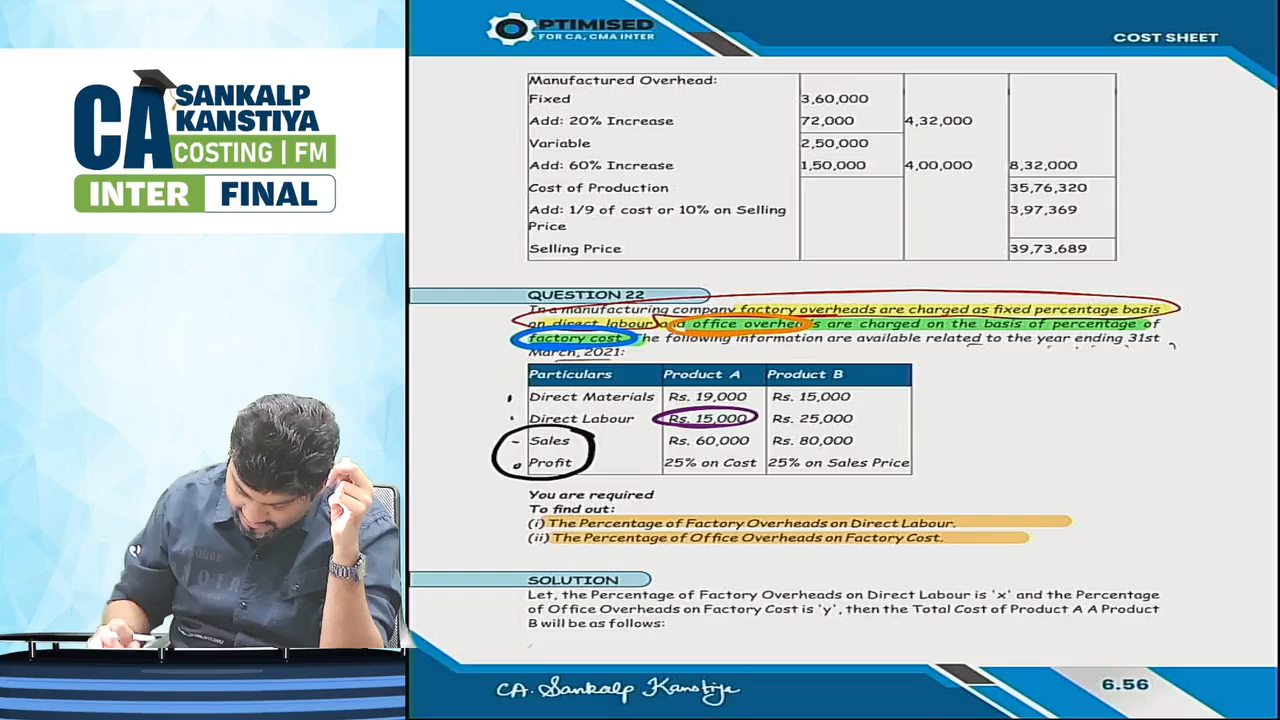 CA SANKALP
KANSTIYA
COSTING | FM
INTER FINAL
PTIMISED
FOR CA, CMA INTER
COST SHEET
Manufactured Overhead:
Fixed 3,60,000
Add: 20% Increase 72,000 4,32,000
Variable 2,50,000
Add: 60% Increase 1,50,000 4,00,000 8,32,000
Cost of Production 35,76,320
Add: 1/9 of cost or 10% on Selling 3,97,369
Price
Selling Price 39,73,689
QUESTION 22
In a manufacturing company factory overheads are charged as fixed percentage basis
on direct labour and office overheads are charged on the basis of percentage of
factory cost. The following information are available related to the year ending 31st
March, 2021:
Particulars Product A Product B
Direct Materials Rs. 19,000 Rs. 15,000
Direct Labour Rs. 15,000 Rs. 25,000
Sales Rs. 60,000 Rs. 80,000
Profit 25% on Cost 25% on Sales Price
You are required
To find out:
(i) The Percentage of Factory Overheads on Direct Labour.
(ii) The Percentage of Office Overheads on Factory Cost.
SOLUTION
Let, the Percentage of Factory Overheads on Direct Labour is 'x' and the Percentage
of Office Overheads on Factory Cost is 'y', then the Total Cost of Product A A Product
B will be as follows:
CA. Sankalp Kanstiya
6.56